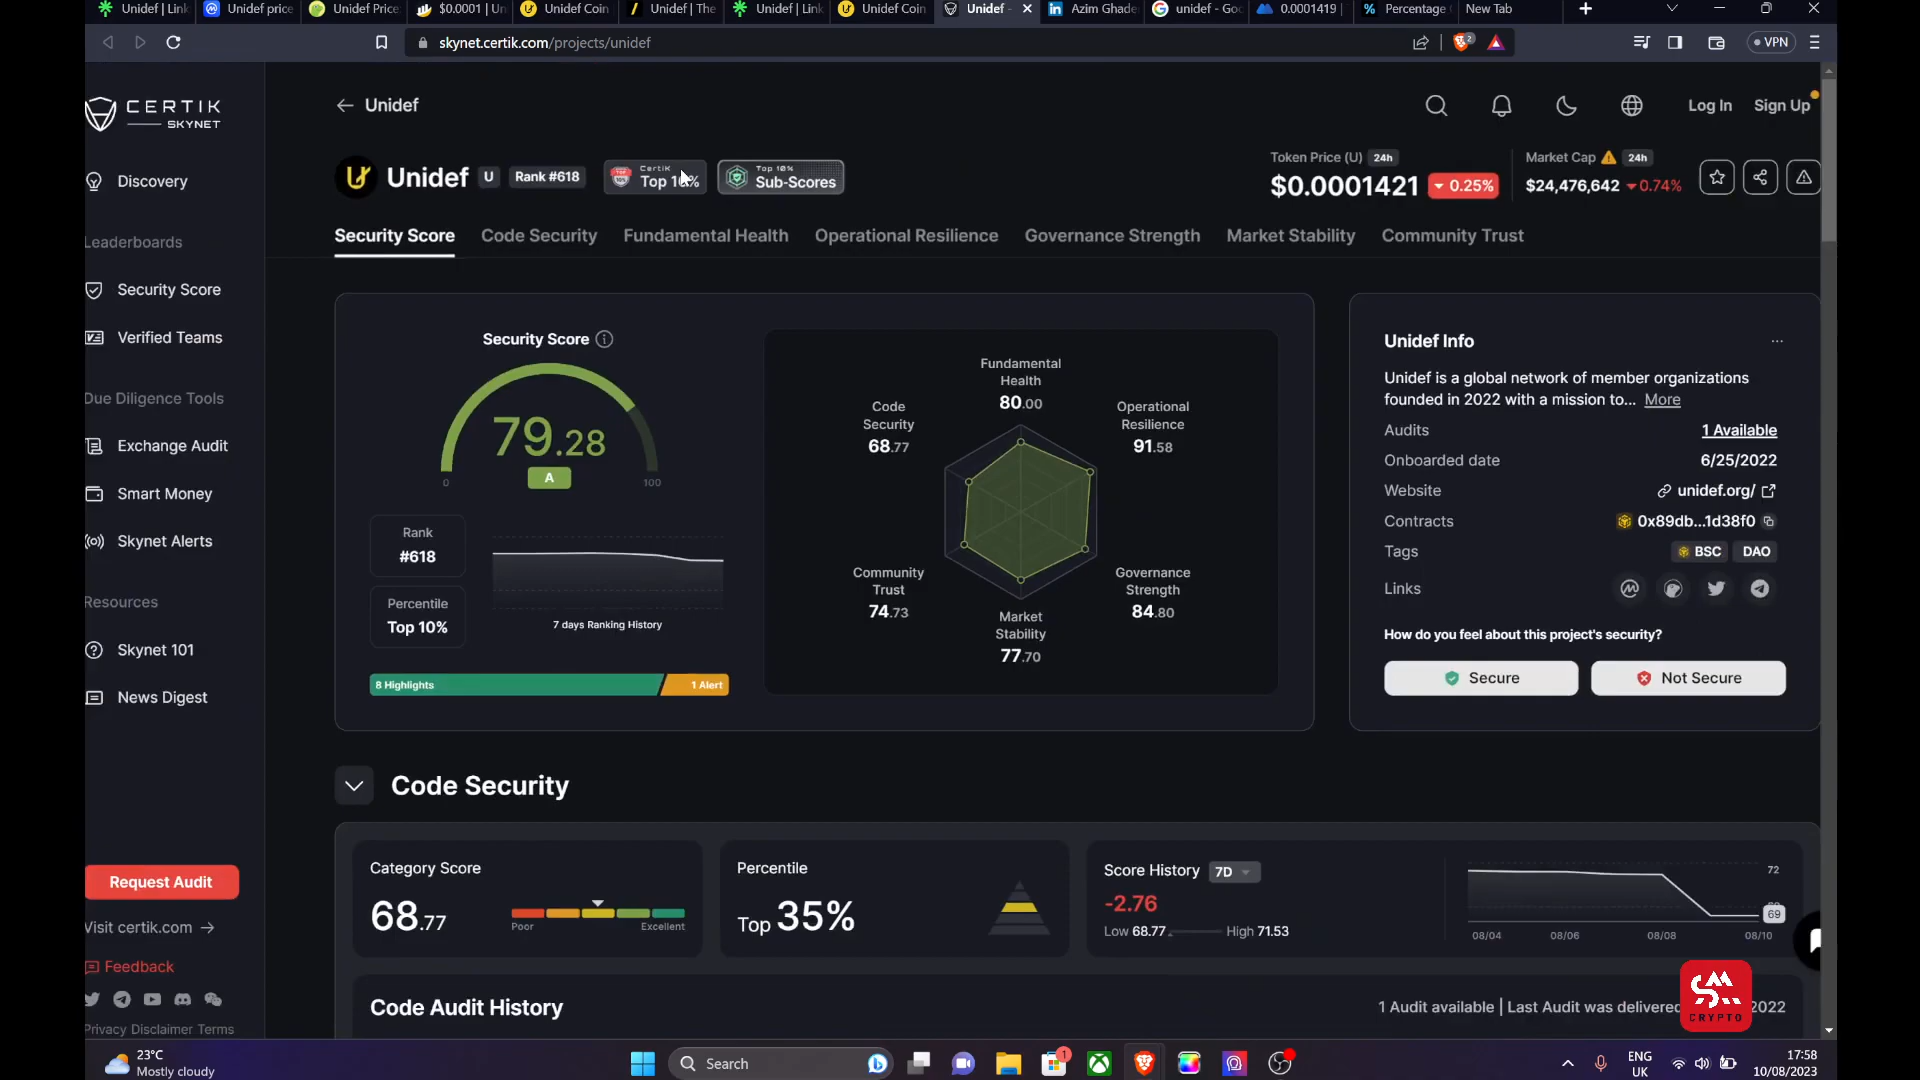 Unidef | Link
Unidef price
Unidef Price
$0.0001 | Un
Unidef Coin
Unidef | The
Unidef | Link
Unidef Coin
Unidef -
Azim Ghade
unidef - Goo
0.0001419 |
Percentage
New Tab
skynet.certik.com/projects/unidef
2
VPN
CERTIK
SKYNET
Discovery
Leaderboards
Security Score
Verified Teams
Due Diligence Tools
Exchange Audit
Smart Money
Skynet Alerts
Resources
Skynet 101
News Digest
Request Audit
Visit certik.com →
Feedback
Privacy Disclaimer Terms
← Unidef
Log In
Sign Up
Unidef U Rank #618
CertiK
Top 10%
Top 10%
Sub-Scores
Token Price (U) 24h
$0.0001421 0.25%
Market Cap 24h
$24,476,642 0.74%
Security Score Code Security Fundamental Health Operational Resilience Governance Strength Market Stability Community Trust
Security Score
79.28
A
0
100
Rank
#618
Percentile
Top 10%
7 days Ranking History
8 Highlights
1 Alert
Fundamental
Health
80.00
Code
Security
68.77
Operational
Resilience
91.58
Community
Trust
74.73
Governance
Strength
84.80
Market
Stability
77.70
Unidef Info
...
Unidef is a global network of member organizations
founded in 2022 with a mission to... More
Audits 1 Available
Onboarded date 6/25/2022
Website unidef.org/
Contracts 0x89db...1d38f0
Tags BSC DAO
Links
How do you feel about this project's security?
Secure
Not Secure
Code Security
Category Score
68.77
Poor
Excellent
Percentile
Top 35%
Score History 7D
-2.76
Low 68.77
High 71.53
72
69
08/04 08/06 08/08 08/10
Code Audit History
1 Audit available | Last Audit was delivered
2022
SM
CRYPTO
23°C
Mostly cloudy
Search
1
ENG
UK
17:58
10/08/2023